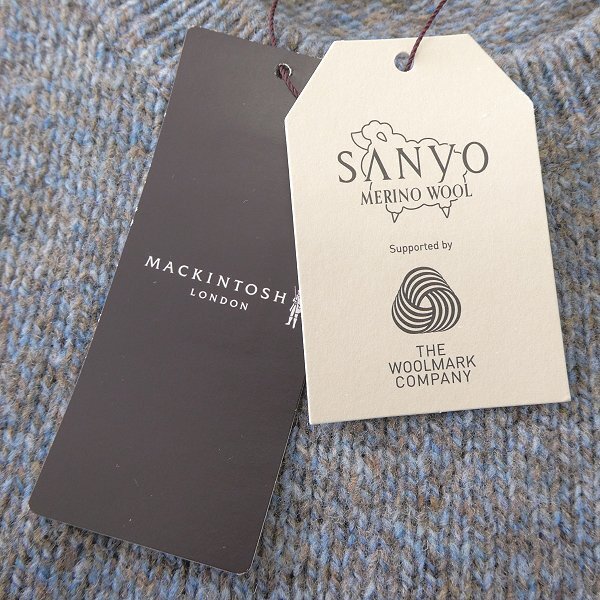 MACKINTOSH
LONDON
SANYO
MERINO WOOL
Supported by
THE
WOOLMARK
COMPANY